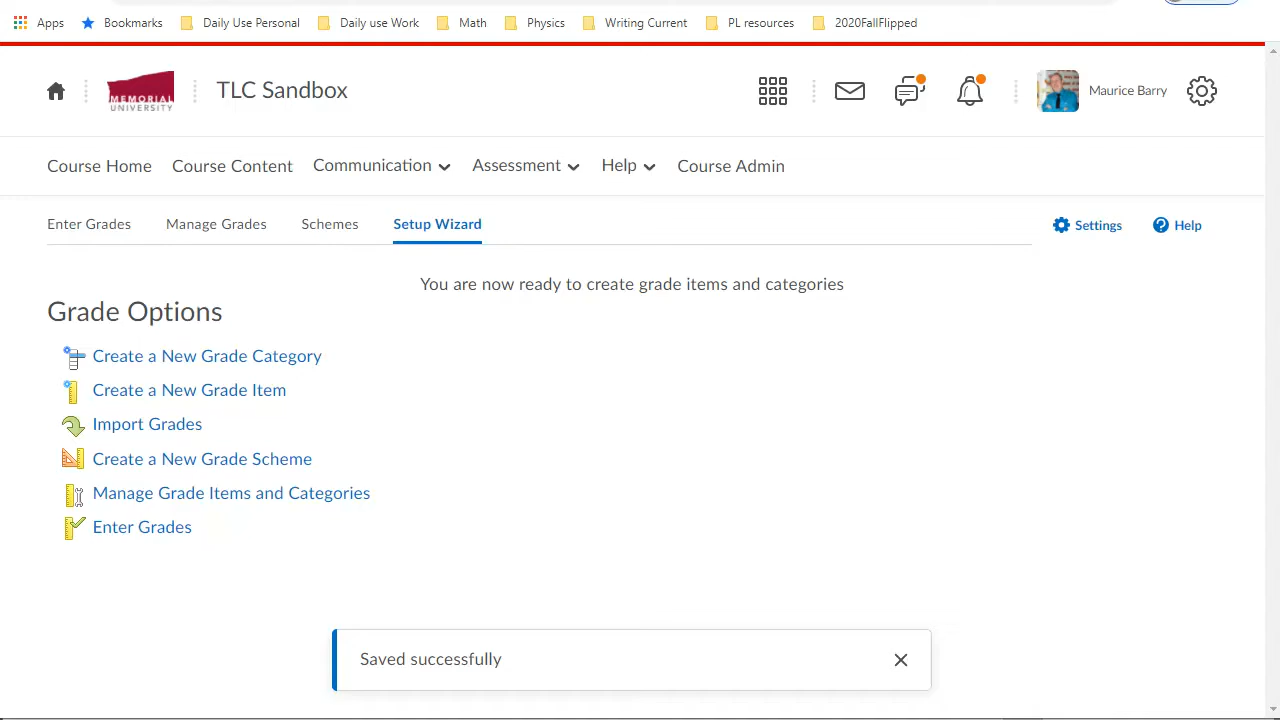 Apps Bookmarks Daily Use Personal Daily use Work Math Physics Writing Current PL resources 2020FallFlipped
MEMORIAL
UNIVERSITY
TLC Sandbox
Maurice Barry
Course Home Course Content Communication Assessment Help Course Admin
Enter Grades Manage Grades Schemes Setup Wizard Settings Help
You are now ready to create grade items and categories
Grade Options
Create a New Grade Category
Create a New Grade Item
Import Grades
Create a New Grade Scheme
Manage Grade Items and Categories
Enter Grades
Saved successfully